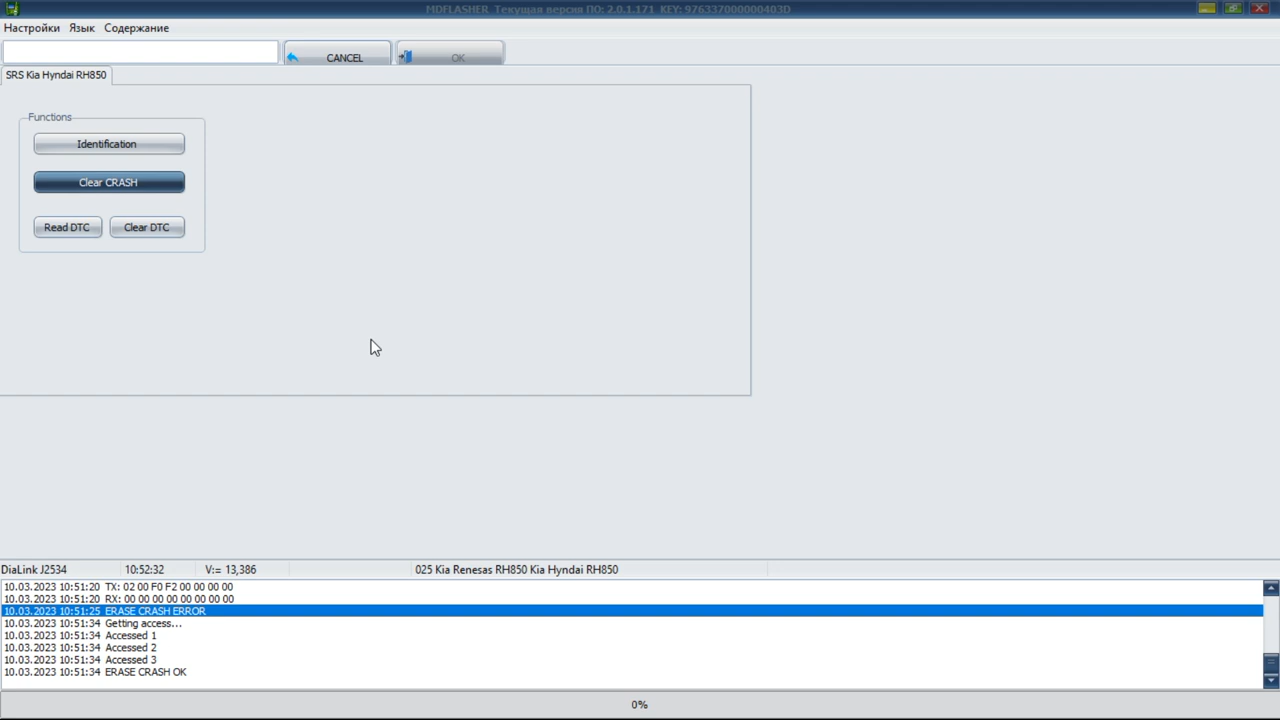 MDFLASHER Текущая версия ПО: 2.0.1.171 KEY: 976337000000403D
Настройки Язык Содержание
CANCEL OK
SRS Kia Hyndai RH850
Functions
Identification
Clear CRASH
Read DTC Clear DTC
DiaLink J2534 10:52:32 V:= 13,386 025 Kia Renesas RH850 Kia Hyndai RH850
10.03.2023 10:51:20 TX: 02 00 F0 F2 00 00 00 00
10.03.2023 10:51:20 RX: 00 00 00 00 00 00 00 00
10.03.2023 10:51:25 ERASE CRASH ERROR
10.03.2023 10:51:34 Getting access...
10.03.2023 10:51:34 Accessed 1
10.03.2023 10:51:34 Accessed 2
10.03.2023 10:51:34 Accessed 3
10.03.2023 10:51:34 ERASE CRASH OK
0%